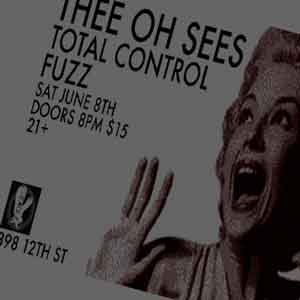 THEE OH SEES
TOTAL CONTROL
FUZZ
SAT JUNE 8TH
DOORS 8PM $15
21+
398 12TH ST